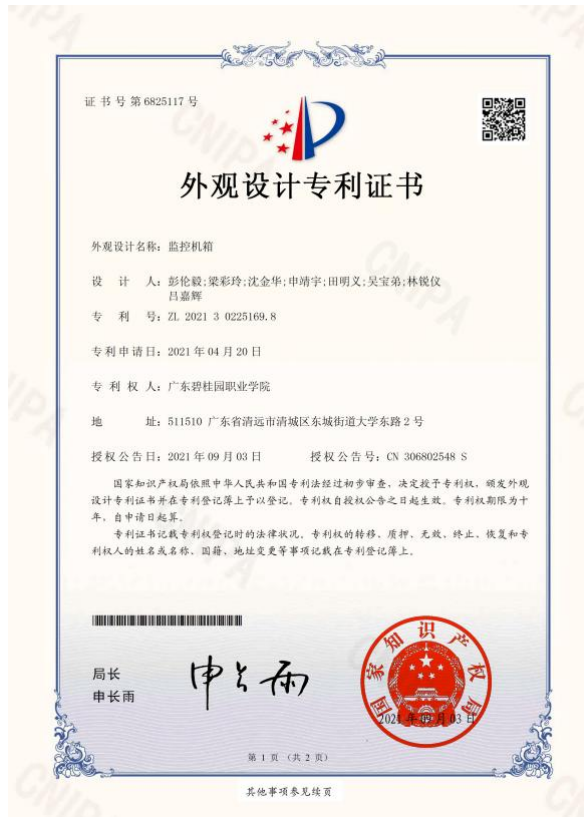 证书号第6825117号
外观设计专利证书
外观设计名称：监控机箱
设计人：彭伦毅;梁彩玲;沈金华;申靖宇;田明义;吴宝弟;林锐仪
吕嘉辉
专利号：ZL 2021 3 0225169.8
专利申请日：2021年04月20日
专利权人：广东碧桂园职业学院
地址：511510 广东省清远市清城区东城街道大学东路2号
授权公告日：2021年09月03日 授权公告号：CN 306802548 S
国家知识产权局依照中华人民共和国专利法经过初步审查，决定授予专利权，颁发外观
设计专利证书并在专利登记簿上予以登记。专利权自授权公告之日起生效。专利权期限为十
年，自申请日起算。
专利证书记载专利权登记时的法律状况。专利权的转移、质押、无效、终止、恢复和专
利权人的姓名或名称、国籍、地址变更等事项记载在专利登记簿上。
局长
申长雨
申长雨
国家知识产权局
2021年09月03日
第1页（共2页）
其他事项参见续页
CNIPA